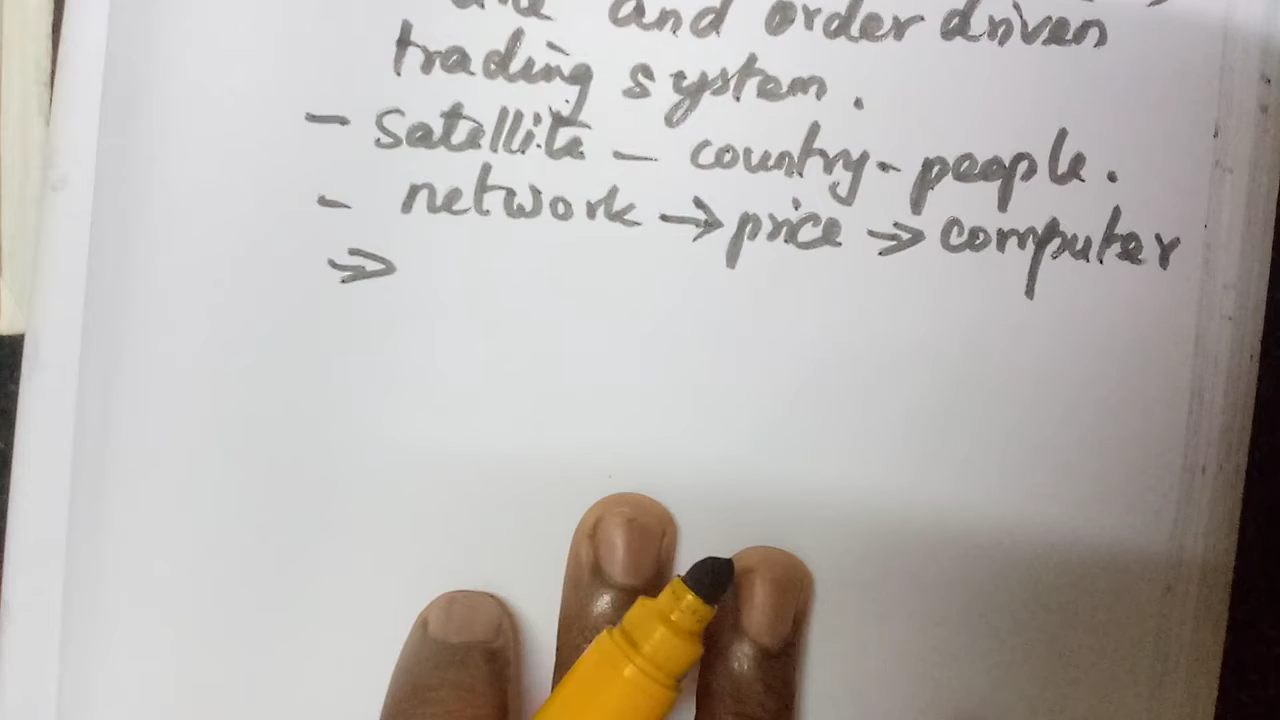 and order driven
trading system.
- Satellite - country - people.
- network → price → computer
⇒